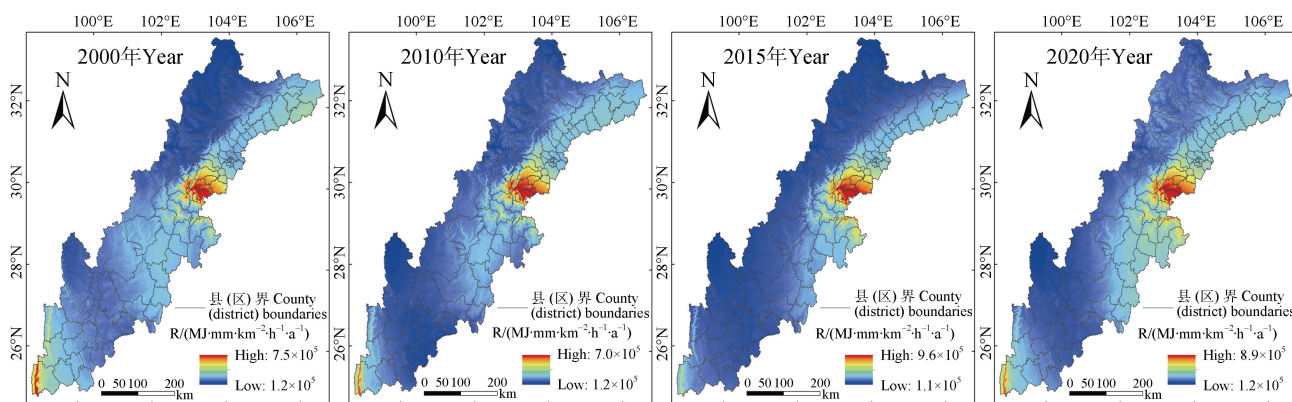 100°E 102°E 104°E 106°E
100°E 102°E 104°E 106°E
100°E 102°E 104°E 106°E
100°E 102°E 104°E 106°E
32°N
30°N
28°N
26°N
2000年Year
N
县 (区) 界 County
(district) boundaries
R/(MJ·mm·km⁻²·h⁻¹·a⁻¹)
High: 7.5×10⁵
Low: 1.2×10⁵
0 50 100 200
km
32°N
30°N
28°N
26°N
2010年Year
N
县 (区) 界 County
(district) boundaries
R/(MJ·mm·km⁻²·h⁻¹·a⁻¹)
High: 7.0×10⁵
Low: 1.2×10⁵
0 50 100 200
km
32°N
30°N
28°N
26°N
2015年Year
N
县 (区) 界 County
(district) boundaries
R/(MJ·mm·km⁻²·h⁻¹·a⁻¹)
High: 9.6×10⁵
Low: 1.1×10⁵
0 50 100 200
km
32°N
30°N
28°N
26°N
2020年Year
N
县 (区) 界 County
(district) boundaries
R/(MJ·mm·km⁻²·h⁻¹·a⁻¹)
High: 8.9×10⁵
Low: 1.2×10⁵
0 50 100 200
km